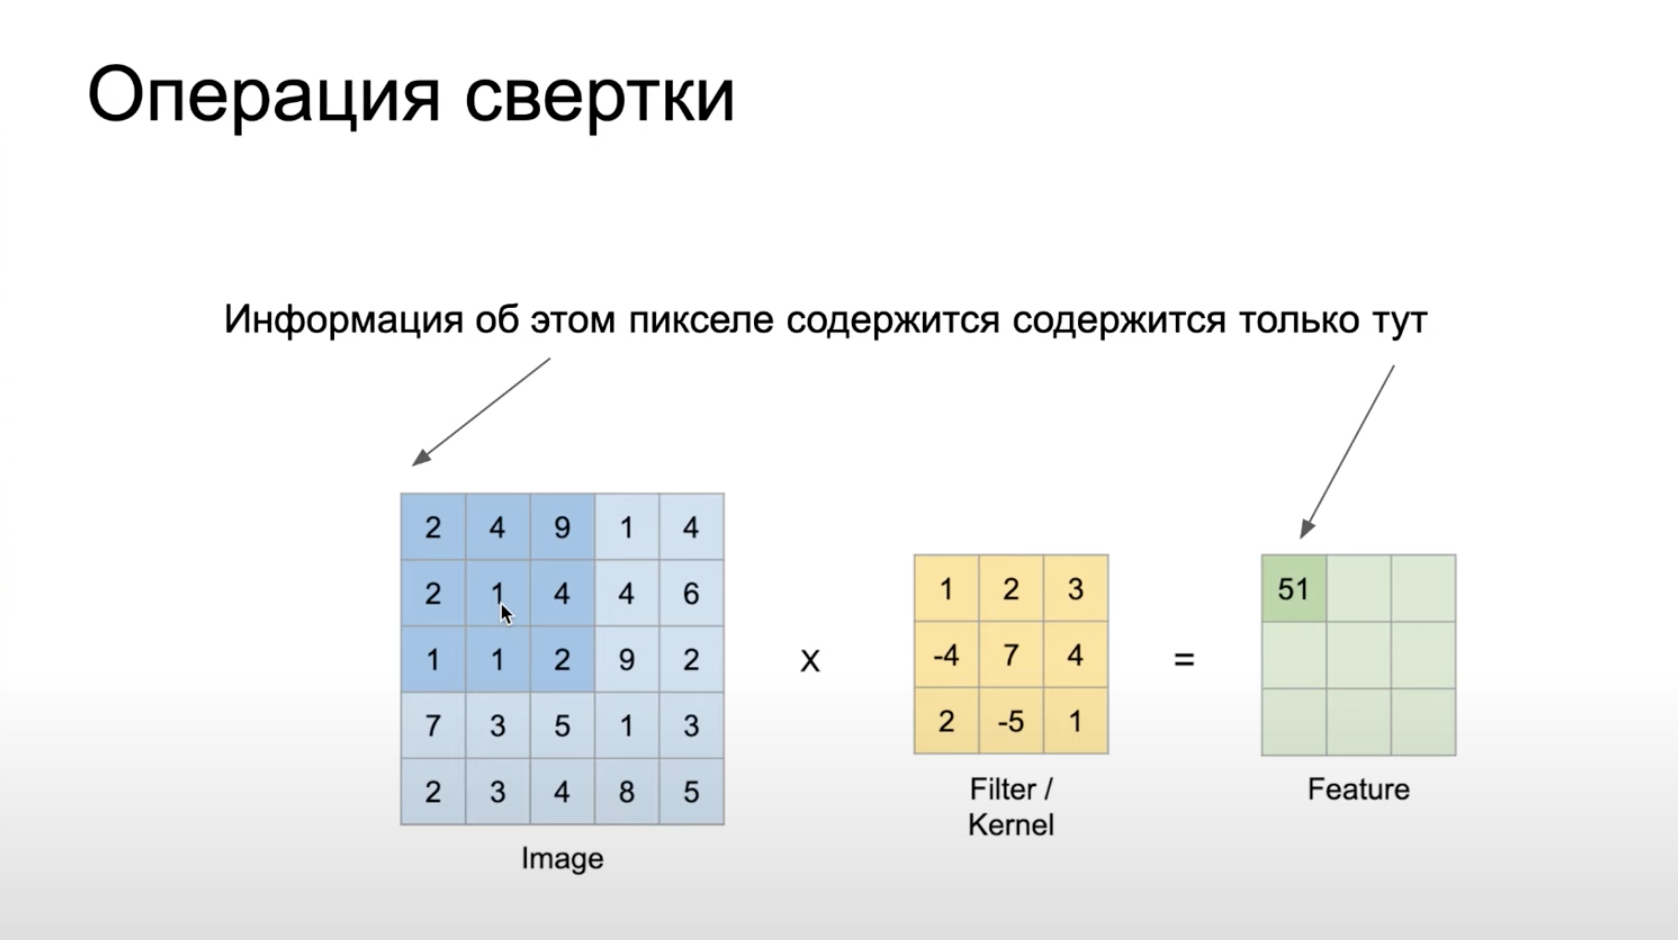 Операция свертки
Информация об этом пикселе содержится содержится только тут
2 4 9 1 4
2 1 4 4 6
1 1 2 9 2
7 3 5 1 3
2 3 4 8 5
Image
x
1 2 3
-4 7 4
2 -5 1
Filter /
Kernel
=
51
Feature